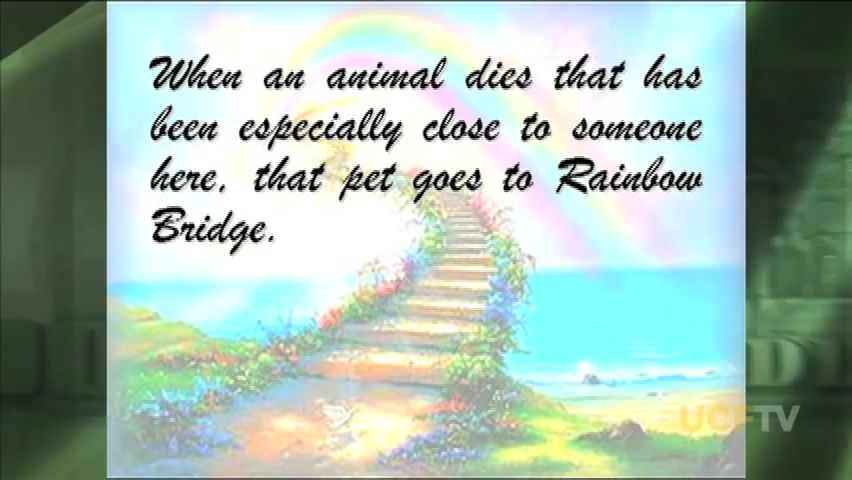 When an animal dies that has
been especially close to someone
here, that pet goes to Rainbow
Bridge.
UCFTV